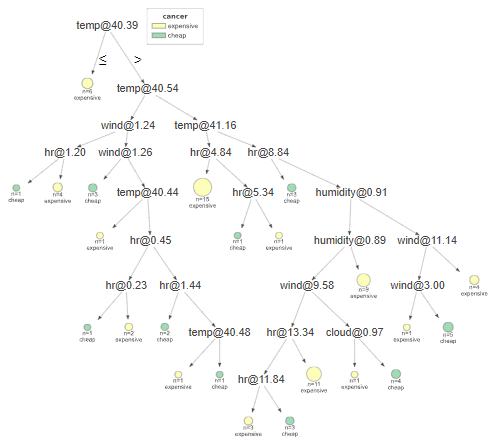 cancer
temp@40.39
expensive
cheap
≤ >
n=6
expensive
temp@40.54
wind@1.24 temp@41.16
hr@1.20 wind@1.26 hr@4.84 hr@8.84
n=1 n=4 n=3 n=15 n=3
cheap expensive cheap expensive cheap
temp@40.44 hr@5.34 humidity@0.91
n=1 n=1 n=1
expensive cheap expensive
hr@0.45 humidity@0.89 wind@11.14
hr@0.23 hr@1.44 wind@9.58 n=9 wind@3.00 n=4
expensive expensive
n=1 n=2 n=2 n=1 n=5
cheap expensive cheap expensive cheap
temp@40.48 hr@13.34 cloud@0.97
n=1 n=1 n=11 n=1 n=4
expensive cheap expensive expensive cheap
hr@11.84
n=3 n=3
expensive cheap